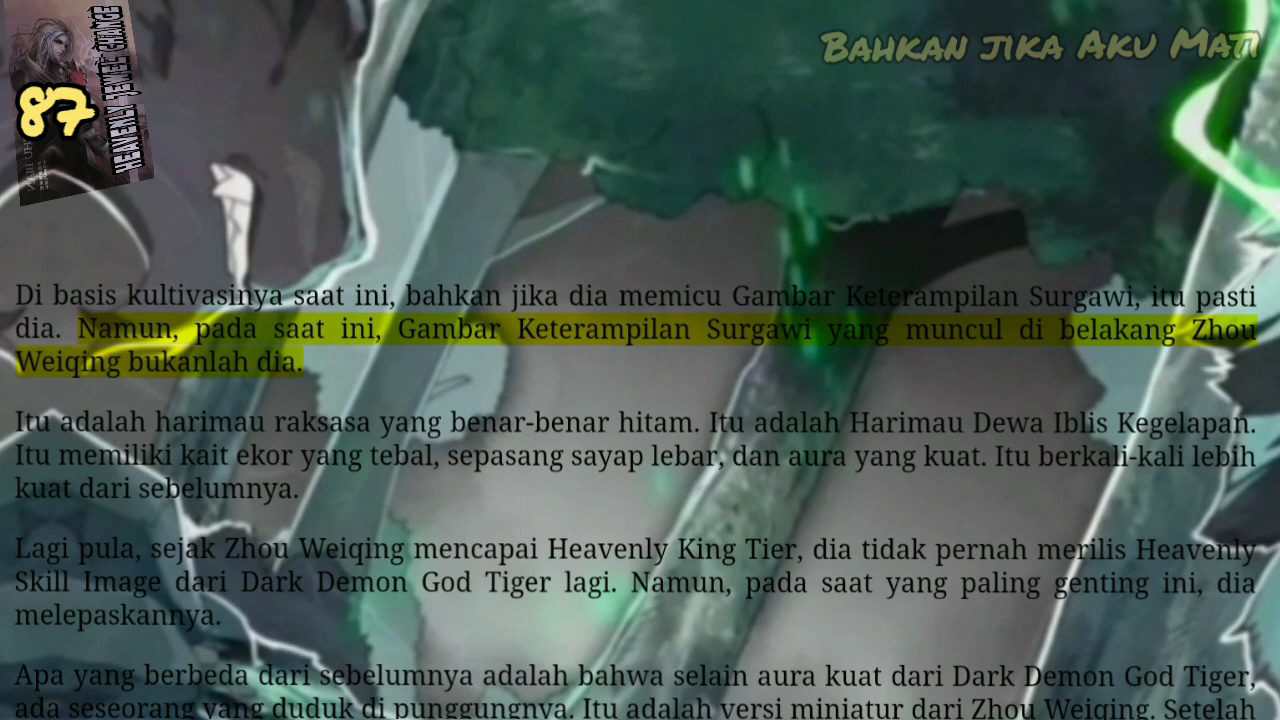 87
HEAVENLY JEWEL CHANGE
Bahkan jika Aku Mati
Di basis kultivasinya saat ini, bahkan jika dia memicu Gambar Keterampilan Surgawi, itu pasti
dia. Namun, pada saat ini, Gambar Keterampilan Surgawi yang muncul di belakang Zhou
Weiqing bukanlah dia.
Itu adalah harimau raksasa yang benar-benar hitam. Itu adalah Harimau Dewa Iblis Kegelapan.
Itu memiliki kait ekor yang tebal, sepasang sayap lebar, dan aura yang kuat. Itu berkali-kali lebih
kuat dari sebelumnya.
Lagi pula, sejak Zhou Weiqing mencapai Heavenly King Tier, dia tidak pernah merilis Heavenly
Skill Image dari Dark Demon God Tiger lagi. Namun, pada saat yang paling genting ini, dia
melepaskannya.
Apa yang berbeda dari sebelumnya adalah bahwa selain aura kuat dari Dark Demon God Tiger,
ada seseorang yang duduk di punggungnya. Itu adalah versi miniatur dari Zhou Weiqing. Setelah